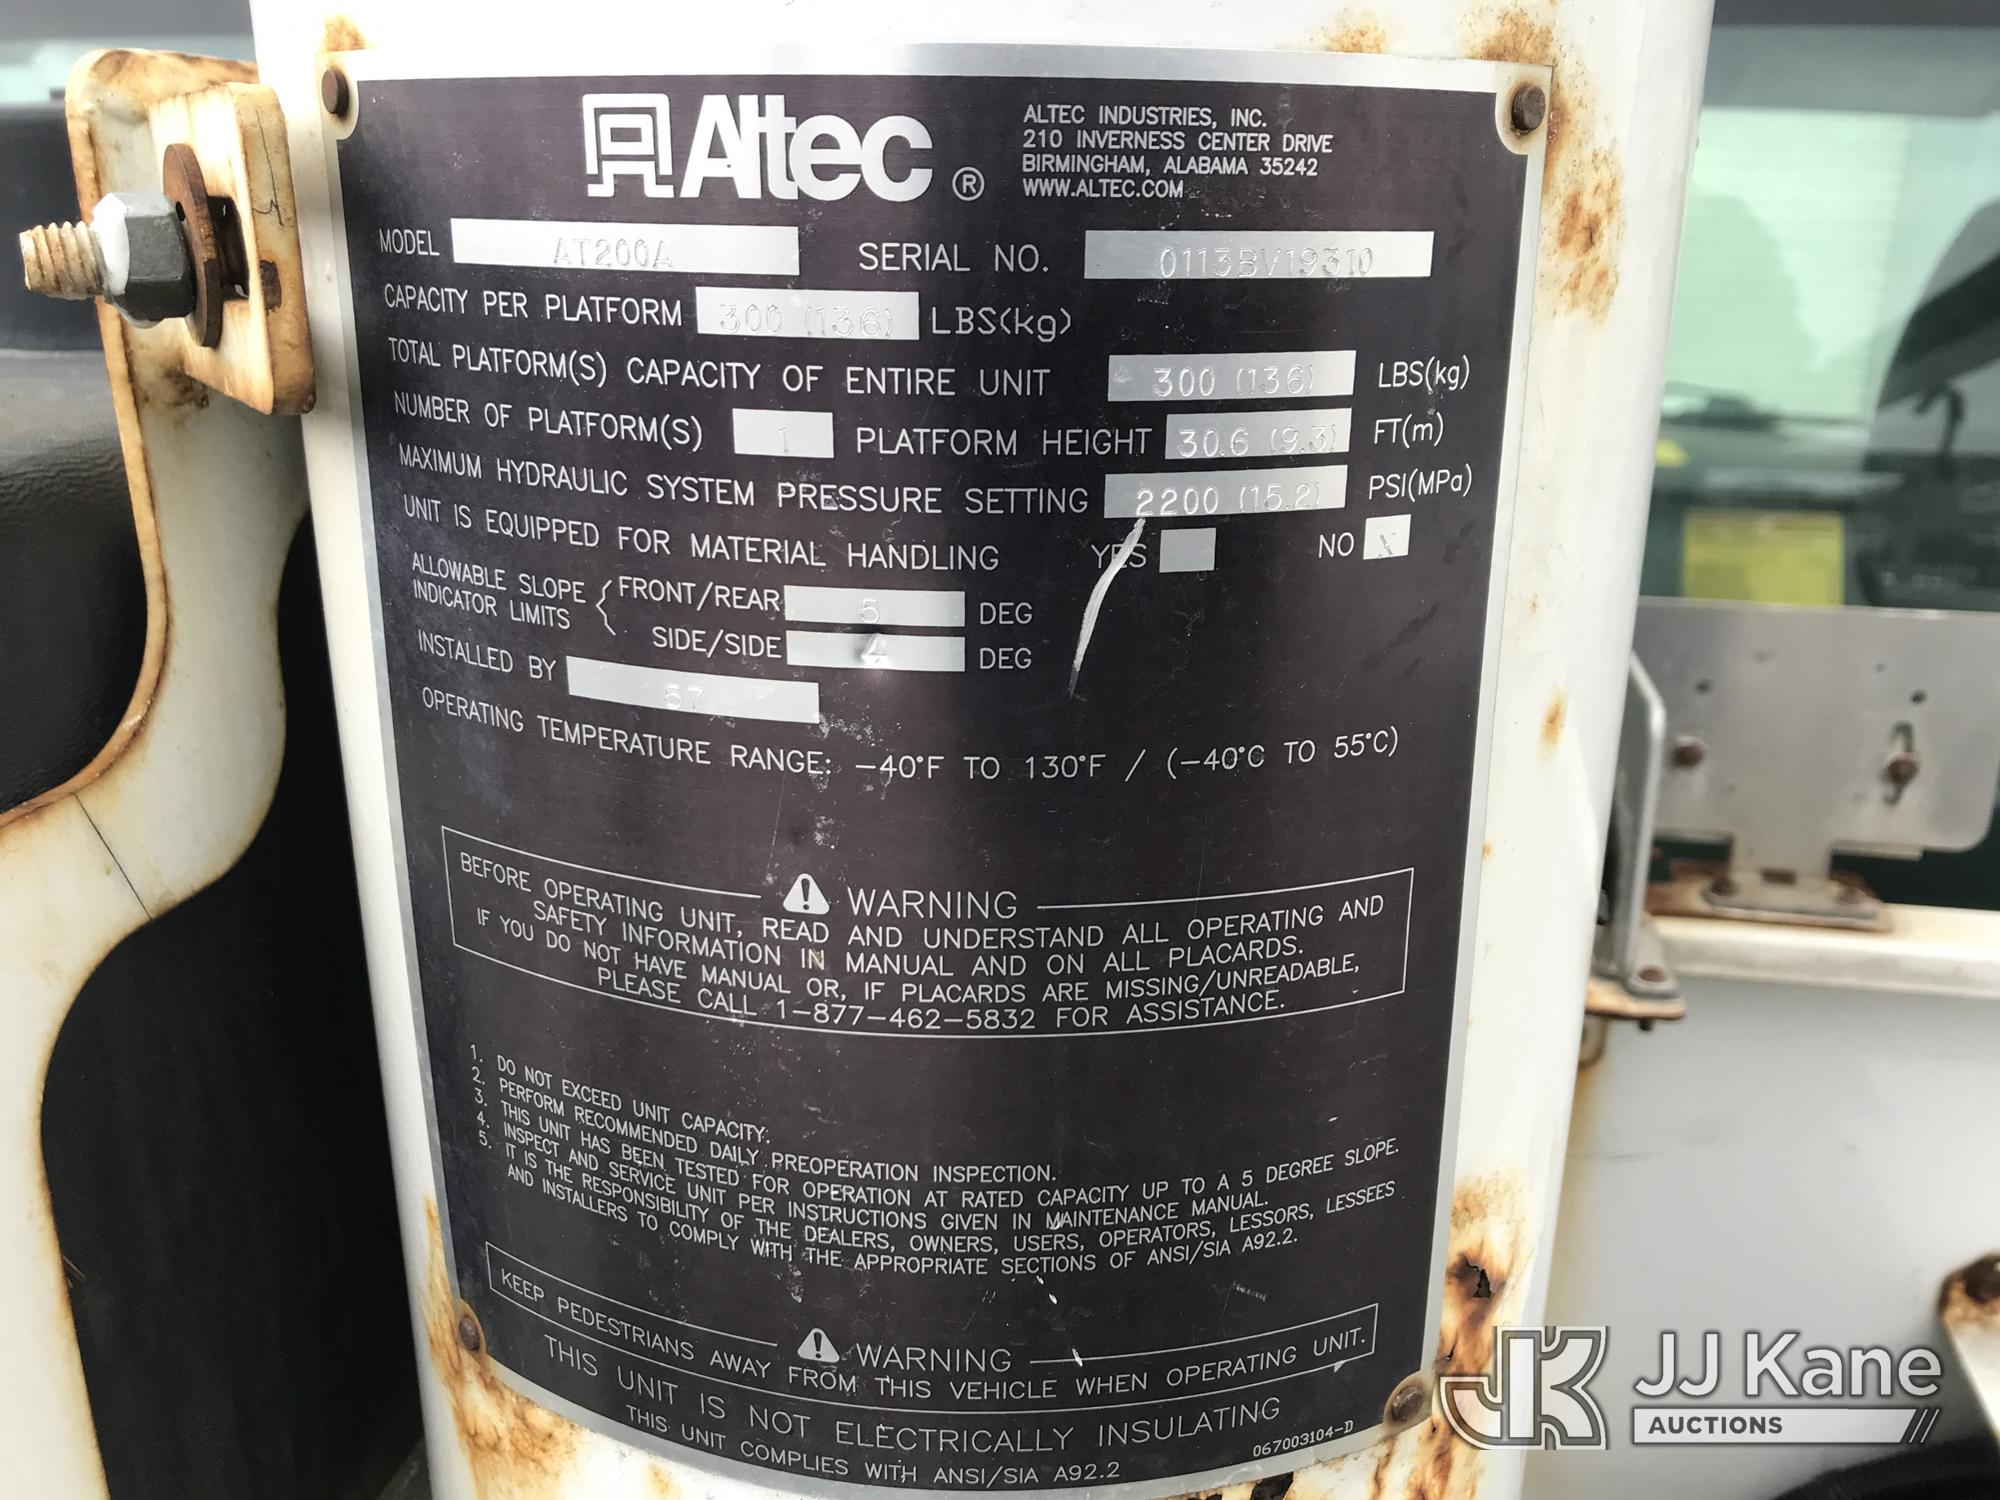 Altec ®
ALTEC INDUSTRIES, INC.
210 INVERNESS CENTER DRIVE
BIRMINGHAM, ALABAMA 35242
WWW.ALTEC.COM
MODEL AT200A SERIAL NO. 0113BV19310
CAPACITY PER PLATFORM 300 (136) LBS(kg)
TOTAL PLATFORM(S) CAPACITY OF ENTIRE UNIT 300 (136) LBS(kg)
NUMBER OF PLATFORM(S) 1 PLATFORM HEIGHT 30.6 (9.3) FT(m)
MAXIMUM HYDRAULIC SYSTEM PRESSURE SETTING 2200 (15.2) PSI(MPa)
UNIT IS EQUIPPED FOR MATERIAL HANDLING YES NO X
ALLOWABLE SLOPE FRONT/REAR 5 DEG
INDICATOR LIMITS SIDE/SIDE 4 DEG
INSTALLED BY 57
OPERATING TEMPERATURE RANGE: -40°F TO 130°F / (-40°C TO 55°C)
WARNING
BEFORE OPERATING UNIT, READ AND UNDERSTAND ALL OPERATING AND
SAFETY INFORMATION IN MANUAL AND ON ALL PLACARDS.
IF YOU DO NOT HAVE MANUAL OR, IF PLACARDS ARE MISSING/UNREADABLE,
PLEASE CALL 1-877-462-5832 FOR ASSISTANCE.
1. DO NOT EXCEED UNIT CAPACITY.
2. PERFORM RECOMMENDED DAILY PREOPERATION INSPECTION.
3. THIS UNIT HAS BEEN TESTED FOR OPERATION AT RATED CAPACITY UP TO A 5 DEGREE SLOPE.
4. INSPECT AND SERVICE UNIT PER INSTRUCTIONS GIVEN IN MAINTENANCE MANUAL.
5. IT IS THE RESPONSIBILITY OF THE DEALERS, OWNERS, USERS, OPERATORS, LESSORS, LESSEES
AND INSTALLERS TO COMPLY WITH THE APPROPRIATE SECTIONS OF ANSI/SIA A92.2.
WARNING
KEEP PEDESTRIANS AWAY FROM THIS VEHICLE WHEN OPERATING UNIT.
THIS UNIT IS NOT ELECTRICALLY INSULATING
THIS UNIT COMPLIES WITH ANSI/SIA A92.2
067003104-D
JK JJ Kane
AUCTIONS